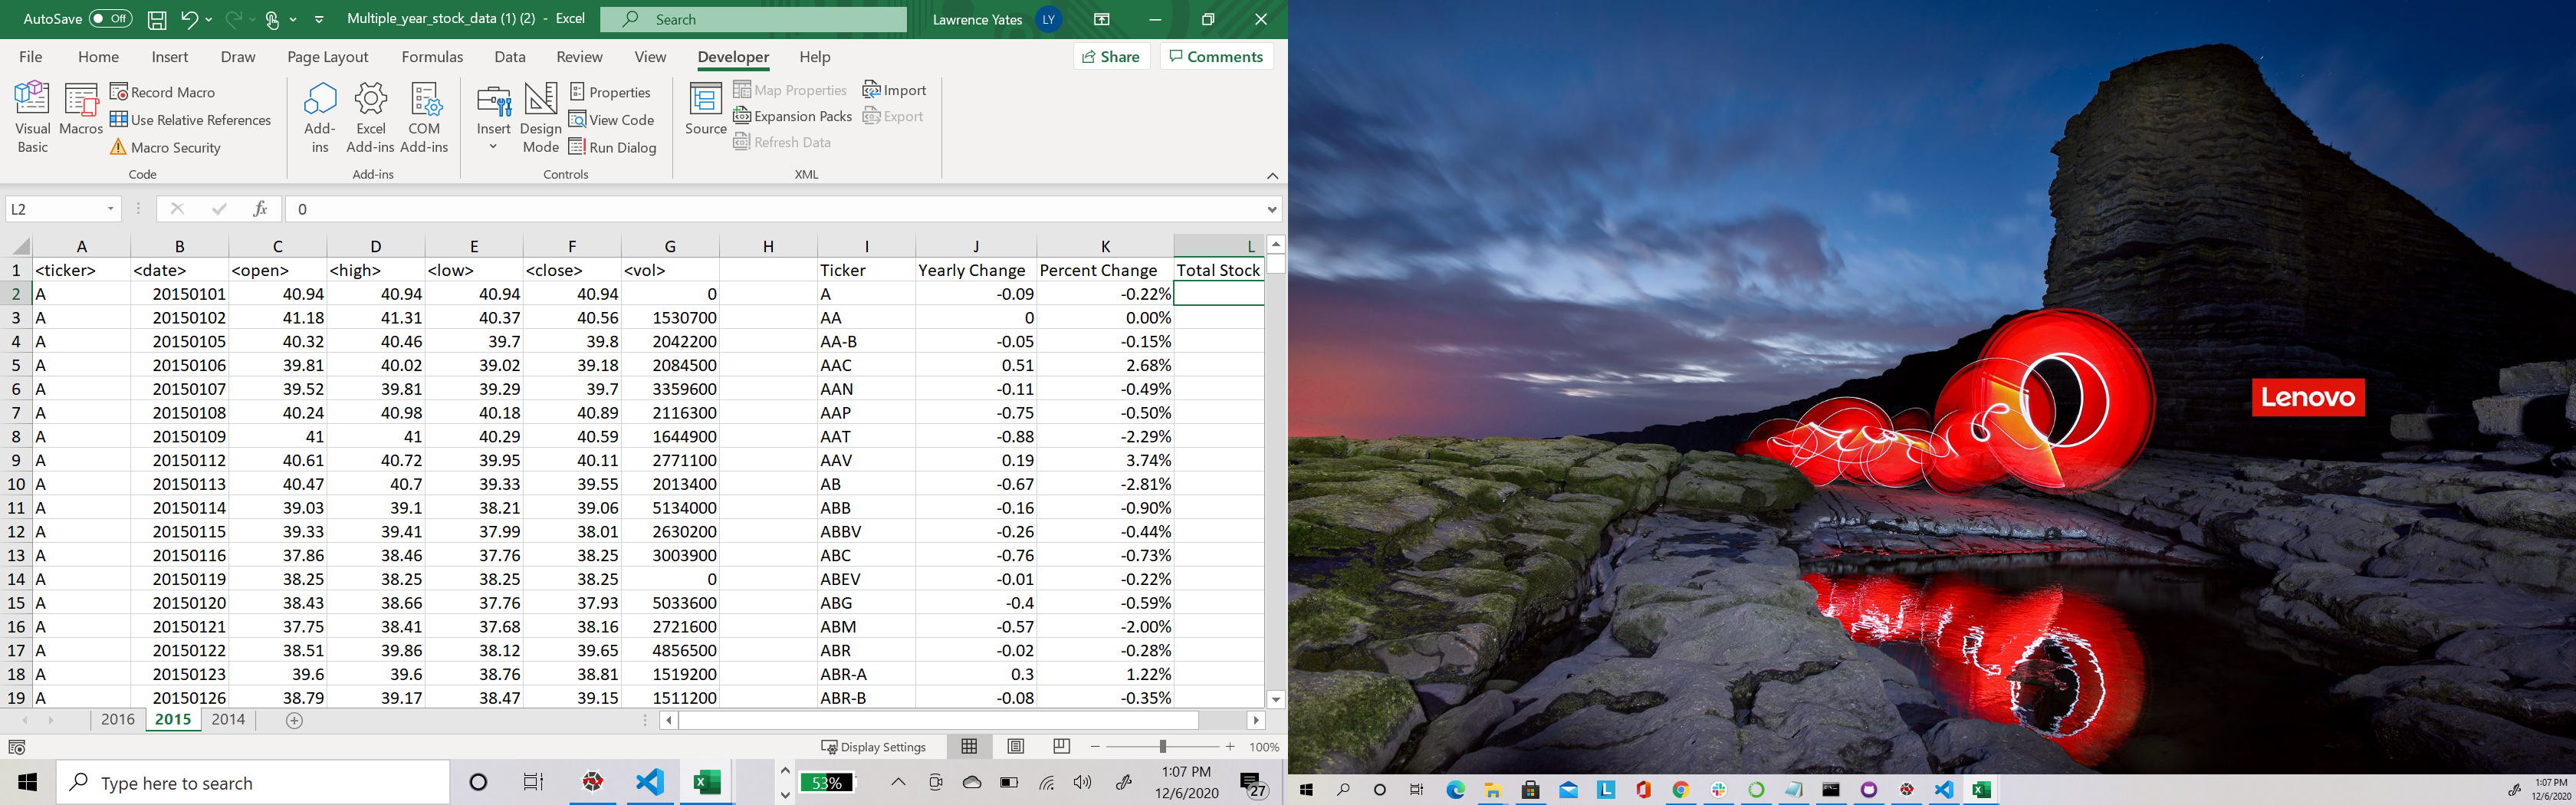 AutoSave Off Multiple_year_stock_data (1) (2) - Excel Search Lawrence Yates LY
File Home Insert Draw Page Layout Formulas Data Review View Developer Help Share Comments
Visual Basic Macros Record Macro Use Relative References Macro Security
Add-ins Excel Add-ins COM Add-ins
Insert Design Mode Properties View Code Run Dialog
Source Map Properties Expansion Packs Refresh Data Import Export
Code Add-ins Controls XML
L2 fx 0
A B C D E F G H I J K L
1 <ticker> <date> <open> <high> <low> <close> <vol> Ticker Yearly Change Percent Change Total Stock
2 A 20150101 40.94 40.94 40.94 40.94 0 A -0.09 -0.22%
3 A 20150102 41.18 41.31 40.37 40.56 1530700 AA 0 0.00%
4 A 20150105 40.32 40.46 39.7 39.8 2042200 AA-B -0.05 -0.15%
5 A 20150106 39.81 40.02 39.02 39.18 2084500 AAC 0.51 2.68%
6 A 20150107 39.52 39.81 39.29 39.7 3359600 AAN -0.11 -0.49%
7 A 20150108 40.24 40.98 40.18 40.89 2116300 AAP -0.75 -0.50%
8 A 20150109 41 41 40.29 40.59 1644900 AAT -0.88 -2.29%
9 A 20150112 40.61 40.72 39.95 40.11 2771100 AAV 0.19 3.74%
10 A 20150113 40.47 40.7 39.33 39.55 2013400 AB -0.67 -2.81%
11 A 20150114 39.03 39.1 38.21 39.06 5134000 ABB -0.16 -0.90%
12 A 20150115 39.33 39.41 37.99 38.01 2630200 ABBV -0.26 -0.44%
13 A 20150116 37.86 38.46 37.76 38.25 3003900 ABC -0.76 -0.73%
14 A 20150119 38.25 38.25 38.25 38.25 0 ABEV -0.01 -0.22%
15 A 20150120 38.43 38.66 37.76 37.93 5033600 ABG -0.4 -0.59%
16 A 20150121 37.75 38.41 37.68 38.16 2721600 ABM -0.57 -2.00%
17 A 20150122 38.51 39.86 38.12 39.65 4856500 ABR -0.02 -0.28%
18 A 20150123 39.6 39.6 38.76 38.81 1519200 ABR-A 0.3 1.22%
19 A 20150126 38.79 39.17 38.47 39.15 1511200 ABR-B -0.08 -0.35%
2016 2015 2014
Display Settings 100%
Type here to search 53% 1:07 PM
12/6/2020 27
Lenovo
1:07 PM
12/6/2020